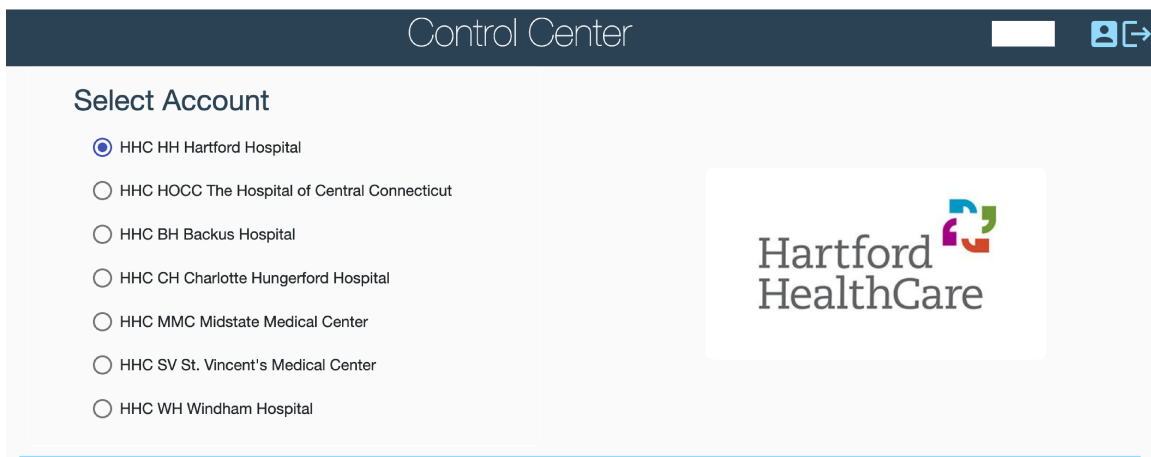 Control Center
Select Account
HHC HH Hartford Hospital
HHC HOCC The Hospital of Central Connecticut
HHC BH Backus Hospital
HHC CH Charlotte Hungerford Hospital
HHC MMC Midstate Medical Center
HHC SV St. Vincent's Medical Center
HHC WH Windham Hospital
Hartford
HealthCare